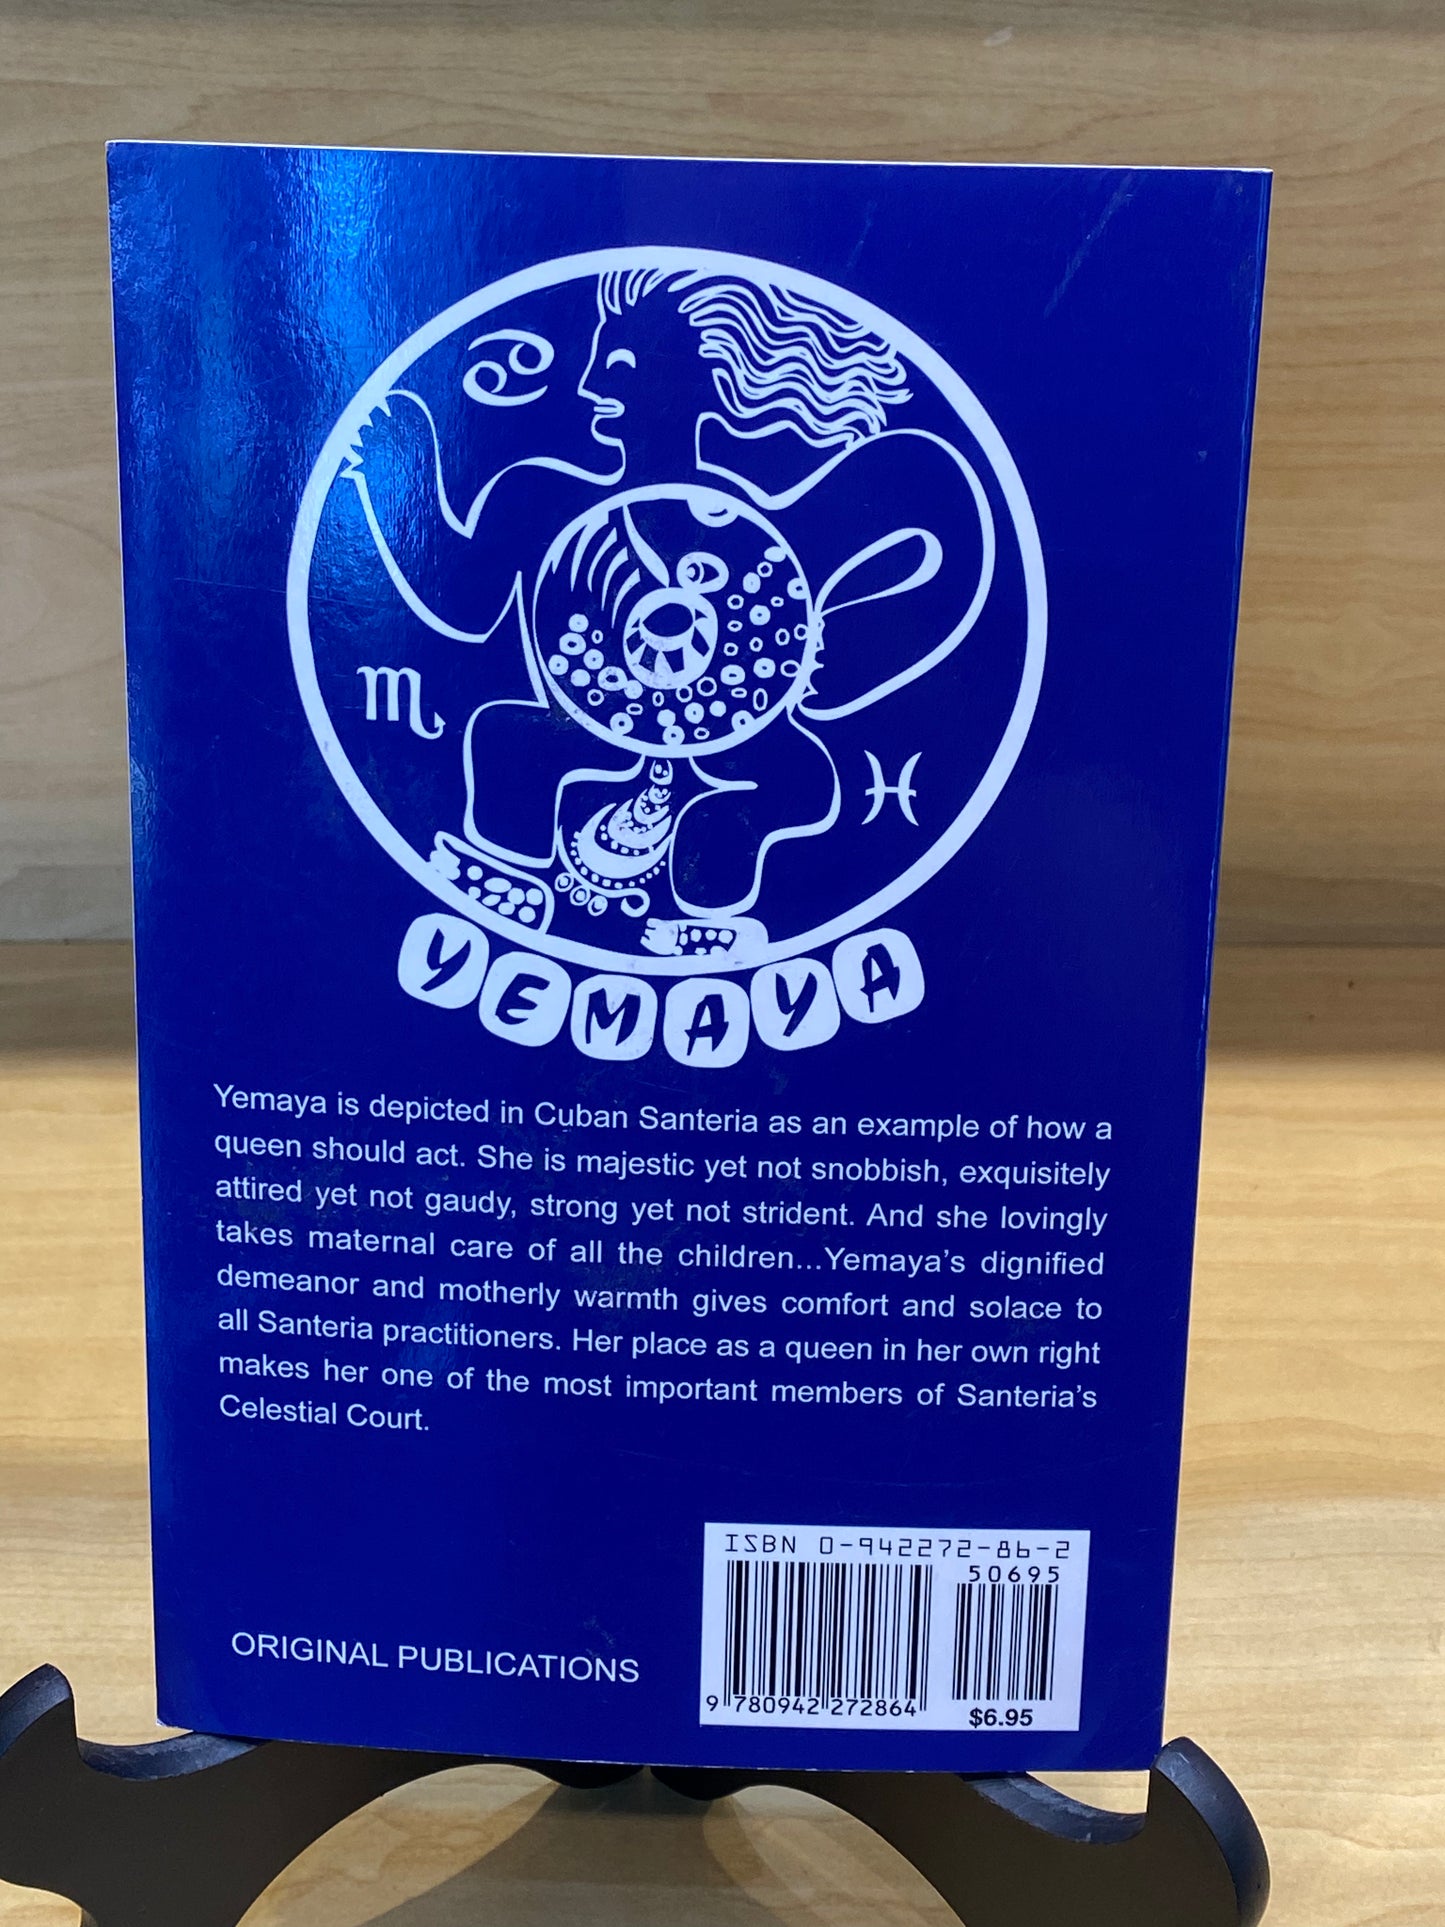 ♋
♏
♓
YEMAYA
Yemaya is depicted in Cuban Santeria as an example of how a
queen should act. She is majestic yet not snobbish, exquisitely
attired yet not gaudy, strong yet not strident. And she lovingly
takes maternal care of all the children...Yemaya’s dignified
demeanor and motherly warmth gives comfort and solace to
all Santeria practitioners. Her place as a queen in her own right
makes her one of the most important members of Santeria’s
Celestial Court.
ORIGINAL PUBLICATIONS
ISBN 0-942272-86-2
50695
9 780942 272864
$6.95